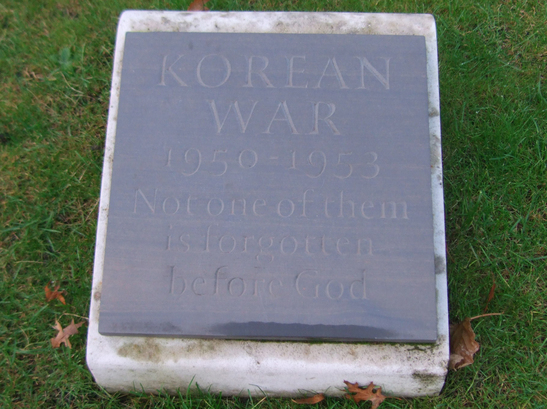 KOREAN
WAR
1950-1953
Not one of them
is forgotten
before God